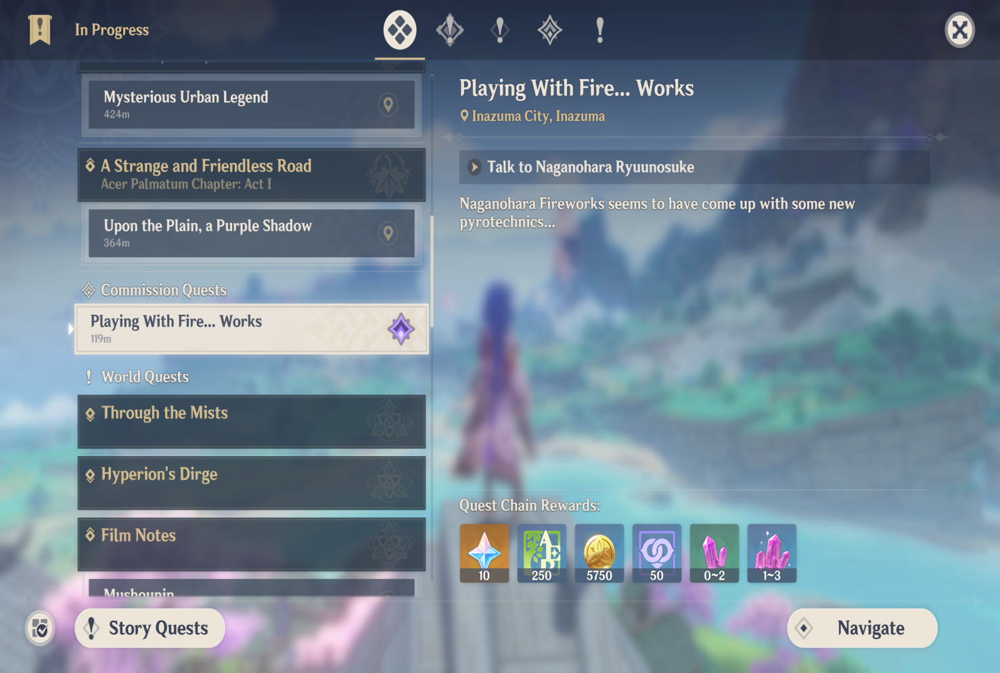 In Progress
Mysterious Urban Legend
424m
A Strange and Friendless Road
Acer Palmatum Chapter: Act I
Upon the Plain, a Purple Shadow
364m
Commission Quests
Playing With Fire... Works
119m
World Quests
Through the Mists
Hyperion's Dirge
Film Notes
Story Quests
Playing With Fire... Works
Inazuma City, Inazuma
Talk to Naganohara Ryuunosuke
Naganohara Fireworks seems to have come up with some new
pyrotechnics...
Quest Chain Rewards:
10
250
5750
50
0~2
1~3
Navigate